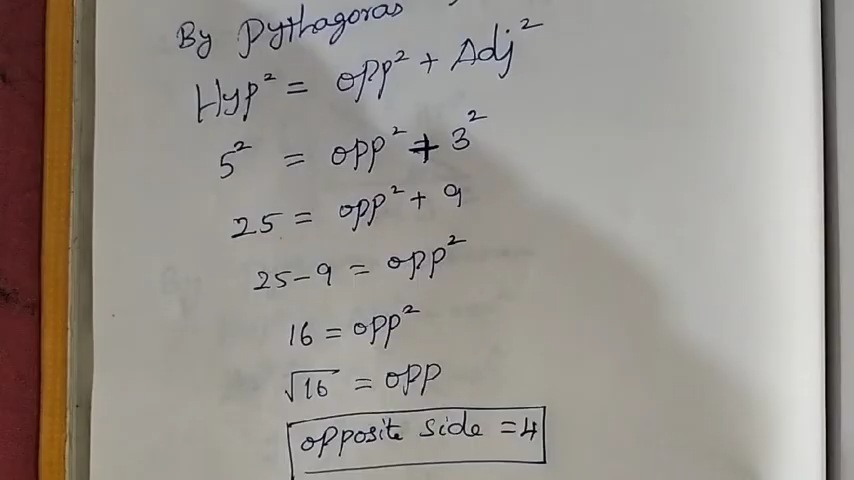 By Pythagoras
Hyp² = opp² + Adj²
5² = opp² + 3²
25 = opp² + 9
25-9 = opp²
16 = opp²
√16 = opp
opposite side = 4